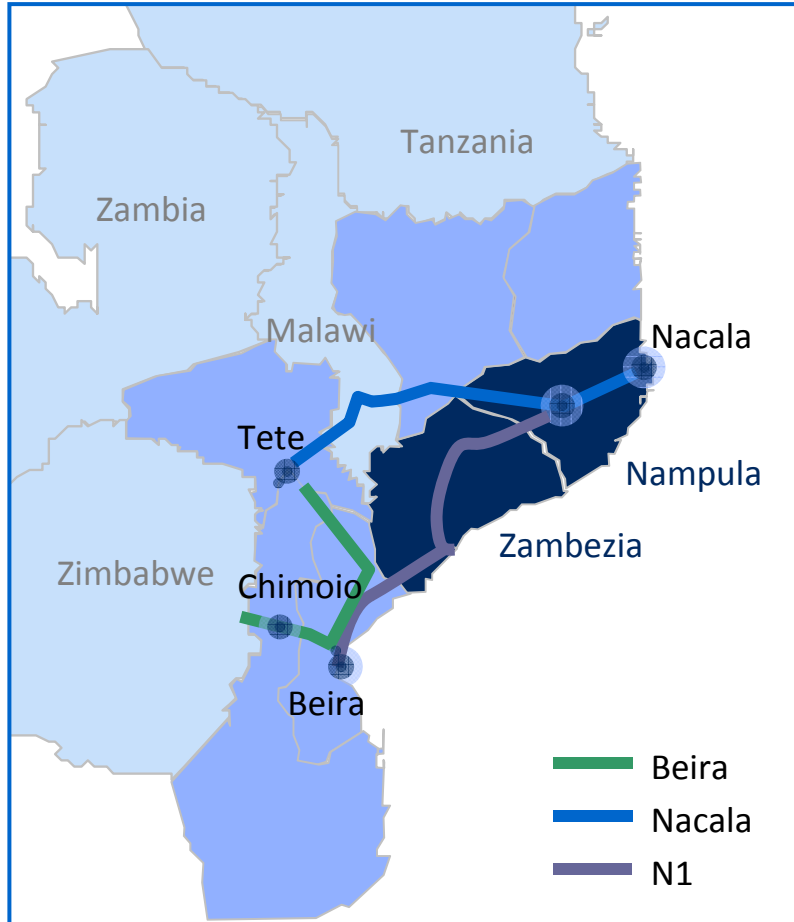 Tanzania
Zambia
Malawi
Nacala
Tete
Nampula
Zambezia
Zimbabwe
Chimoio
Beira
Beira
Nacala
N1